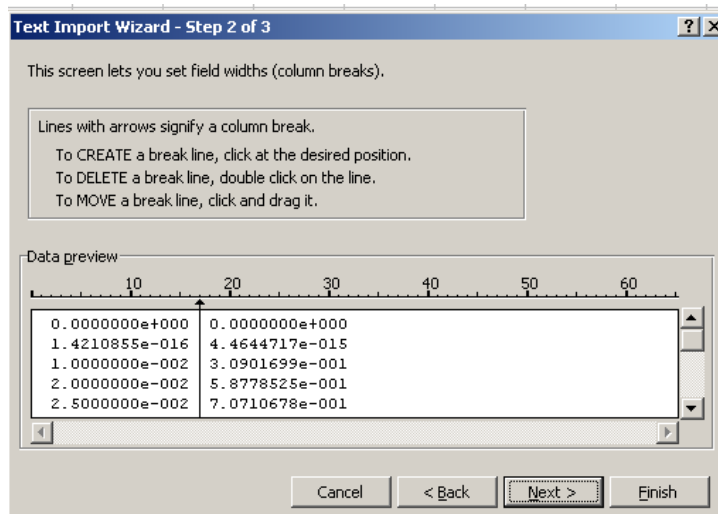 Text Import Wizard - Step 2 of 3
This screen lets you set field widths (column breaks).
Lines with arrows signify a column break.
To CREATE a break line, click at the desired position.
To DELETE a break line, double click on the line.
To MOVE a break line, click and drag it.
Data preview
10 20 30 40 50 60
0.0000000e+000 0.0000000e+000
1.4210855e-016 4.4644717e-015
1.0000000e-002 3.0901699e-001
2.0000000e-002 5.8778525e-001
2.5000000e-002 7.0710678e-001
Cancel < Back Next > Finish